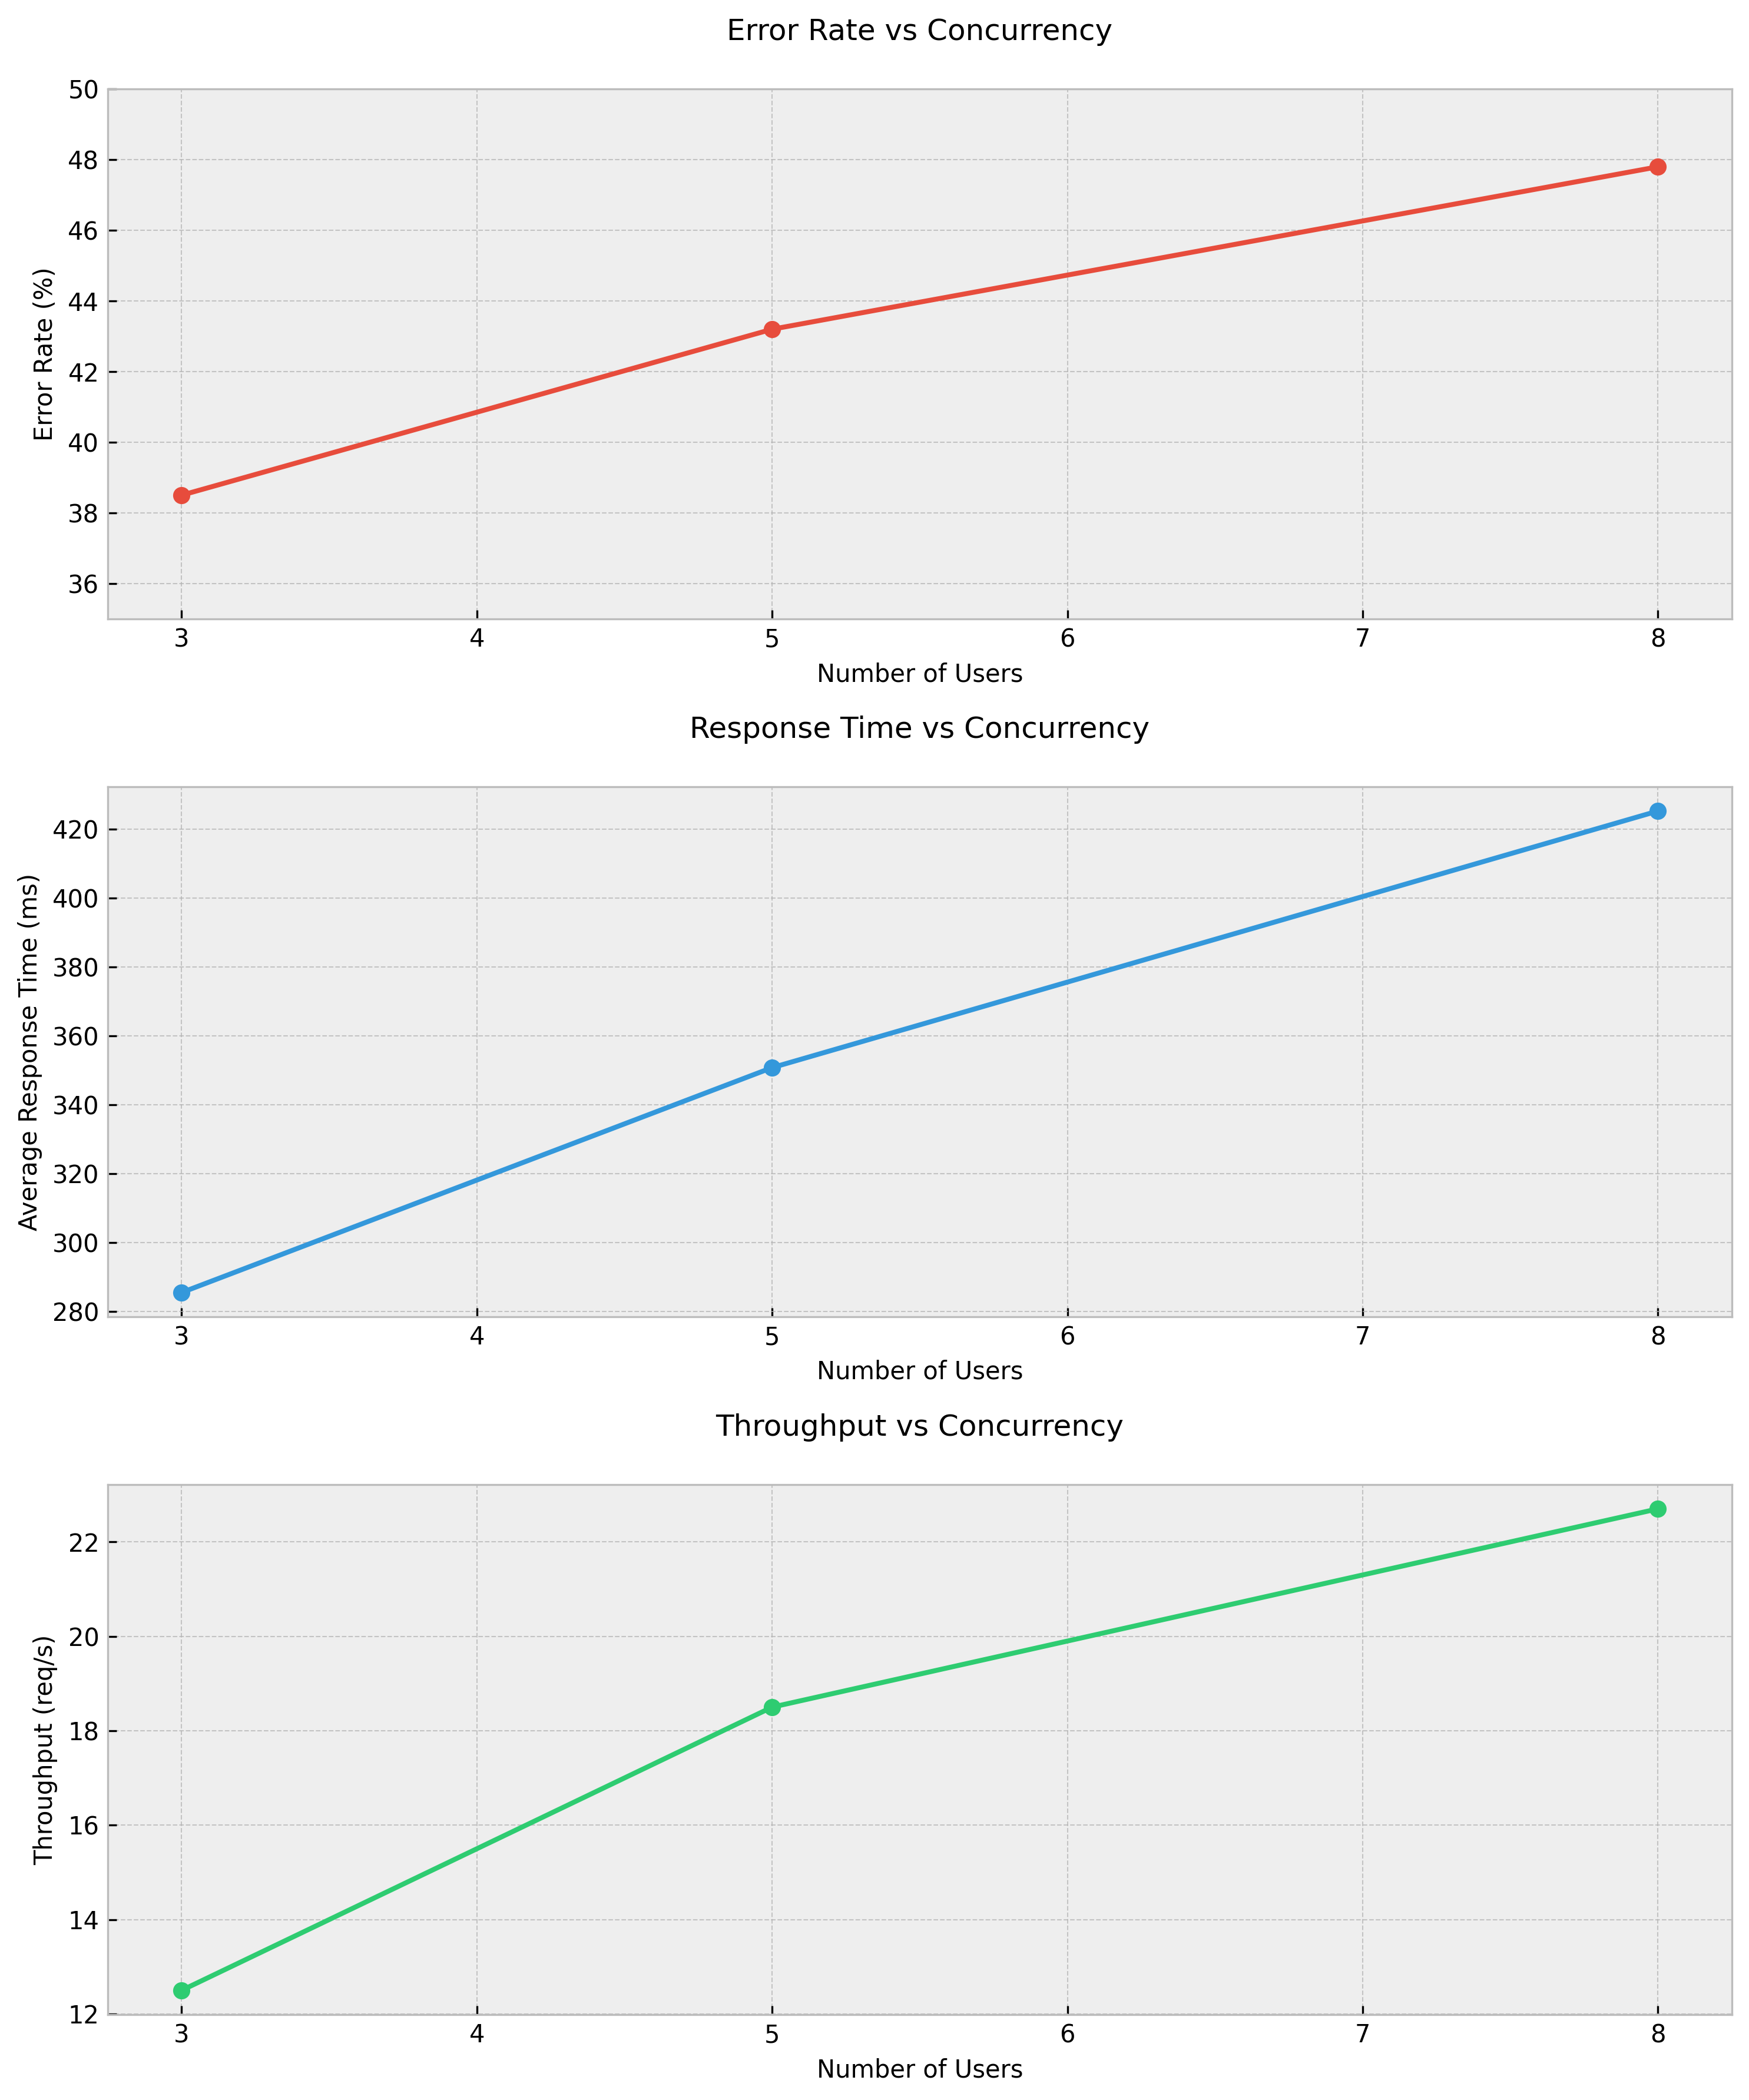 Error Rate vs Concurrency
50
48
46
44
42
40
38
36
Error Rate (%)
3 4 5 6 7 8
Number of Users
Response Time vs Concurrency
420
400
380
360
340
320
300
280
Average Response Time (ms)
3 4 5 6 7 8
Number of Users
Throughput vs Concurrency
22
20
18
16
14
12
Throughput (req/s)
3 4 5 6 7 8
Number of Users